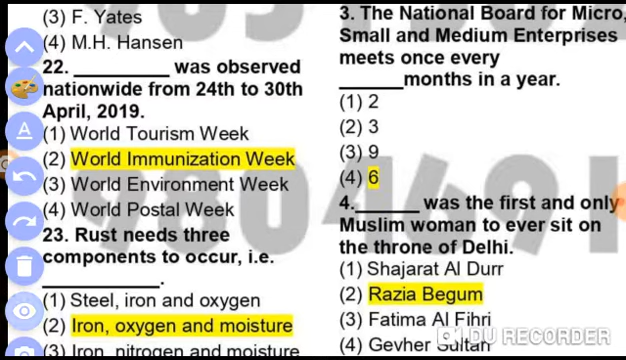 (3) F. Yates
(4) M.H. Hansen
22. __________ was observed
nationwide from 24th to 30th
April, 2019.
(1) World Tourism Week
(2) World Immunization Week
(3) World Environment Week
(4) World Postal Week
23. Rust needs three
components to occur, i.e.
____________.
(1) Steel, iron and oxygen
(2) Iron, oxygen and moisture
(3) Iron, nitrogen and moisture
3. The National Board for Micro,
Small and Medium Enterprises
meets once every
_______months in a year.
(1) 2
(2) 3
(3) 9
(4) 6
4._______ was the first and only
Muslim woman to ever sit on
the throne of Delhi.
(1) Shajarat Al Durr
(2) Razia Begum
(3) Fatima Al Fihri
(4) Gevher Sultan
DU RECORDER
A